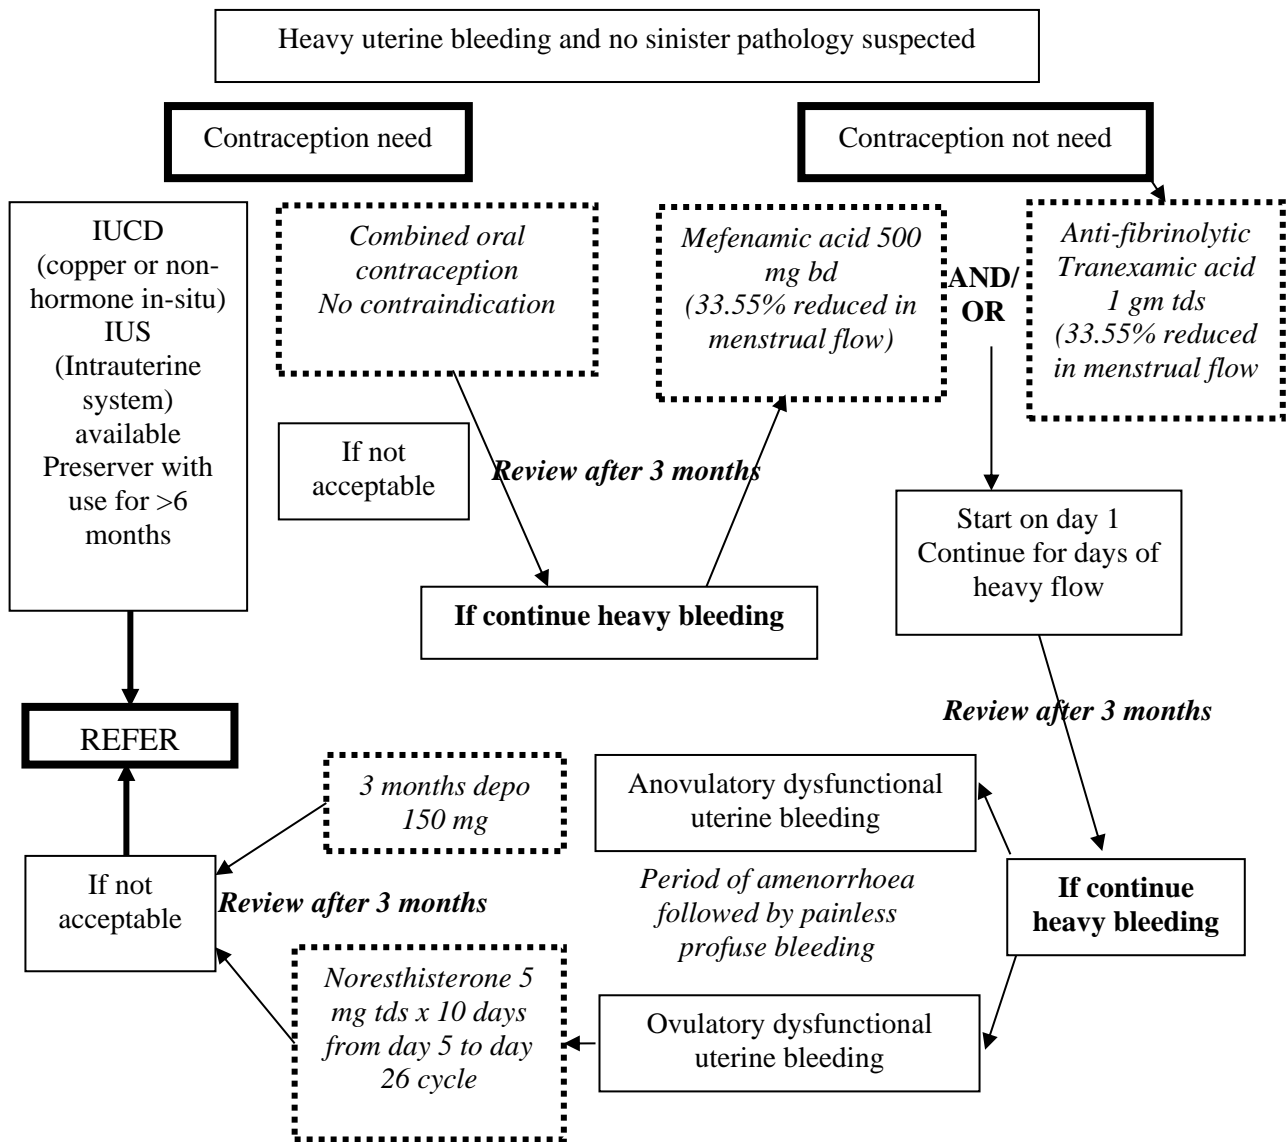 Heavy uterine bleeding and no sinister pathology suspected
Contraception need
Contraception not need
IUCD
(copper or non-
hormone in-situ)
IUS
(Intrauterine
system)
available
Preserver with
use for >6
months
Combined oral
contraception
No contraindication
Mefenamic acid 500
mg bd
(33.55% reduced in
menstrual flow)
AND/
OR
Anti-fibrinolytic
Tranexamic acid
1 gm tds
(33.55% reduced
in menstrual flow
If not
acceptable
Review after 3 months
Start on day 1
Continue for days of
heavy flow
If continue heavy bleeding
Review after 3 months
REFER
3 months depo
150 mg
Anovulatory dysfunctional
uterine bleeding
If not
acceptable
Review after 3 months
Period of amenorrhoea
followed by painless
profuse bleeding
If continue
heavy bleeding
Noresthisterone 5
mg tds x 10 days
from day 5 to day
26 cycle
Ovulatory dysfunctional
uterine bleeding